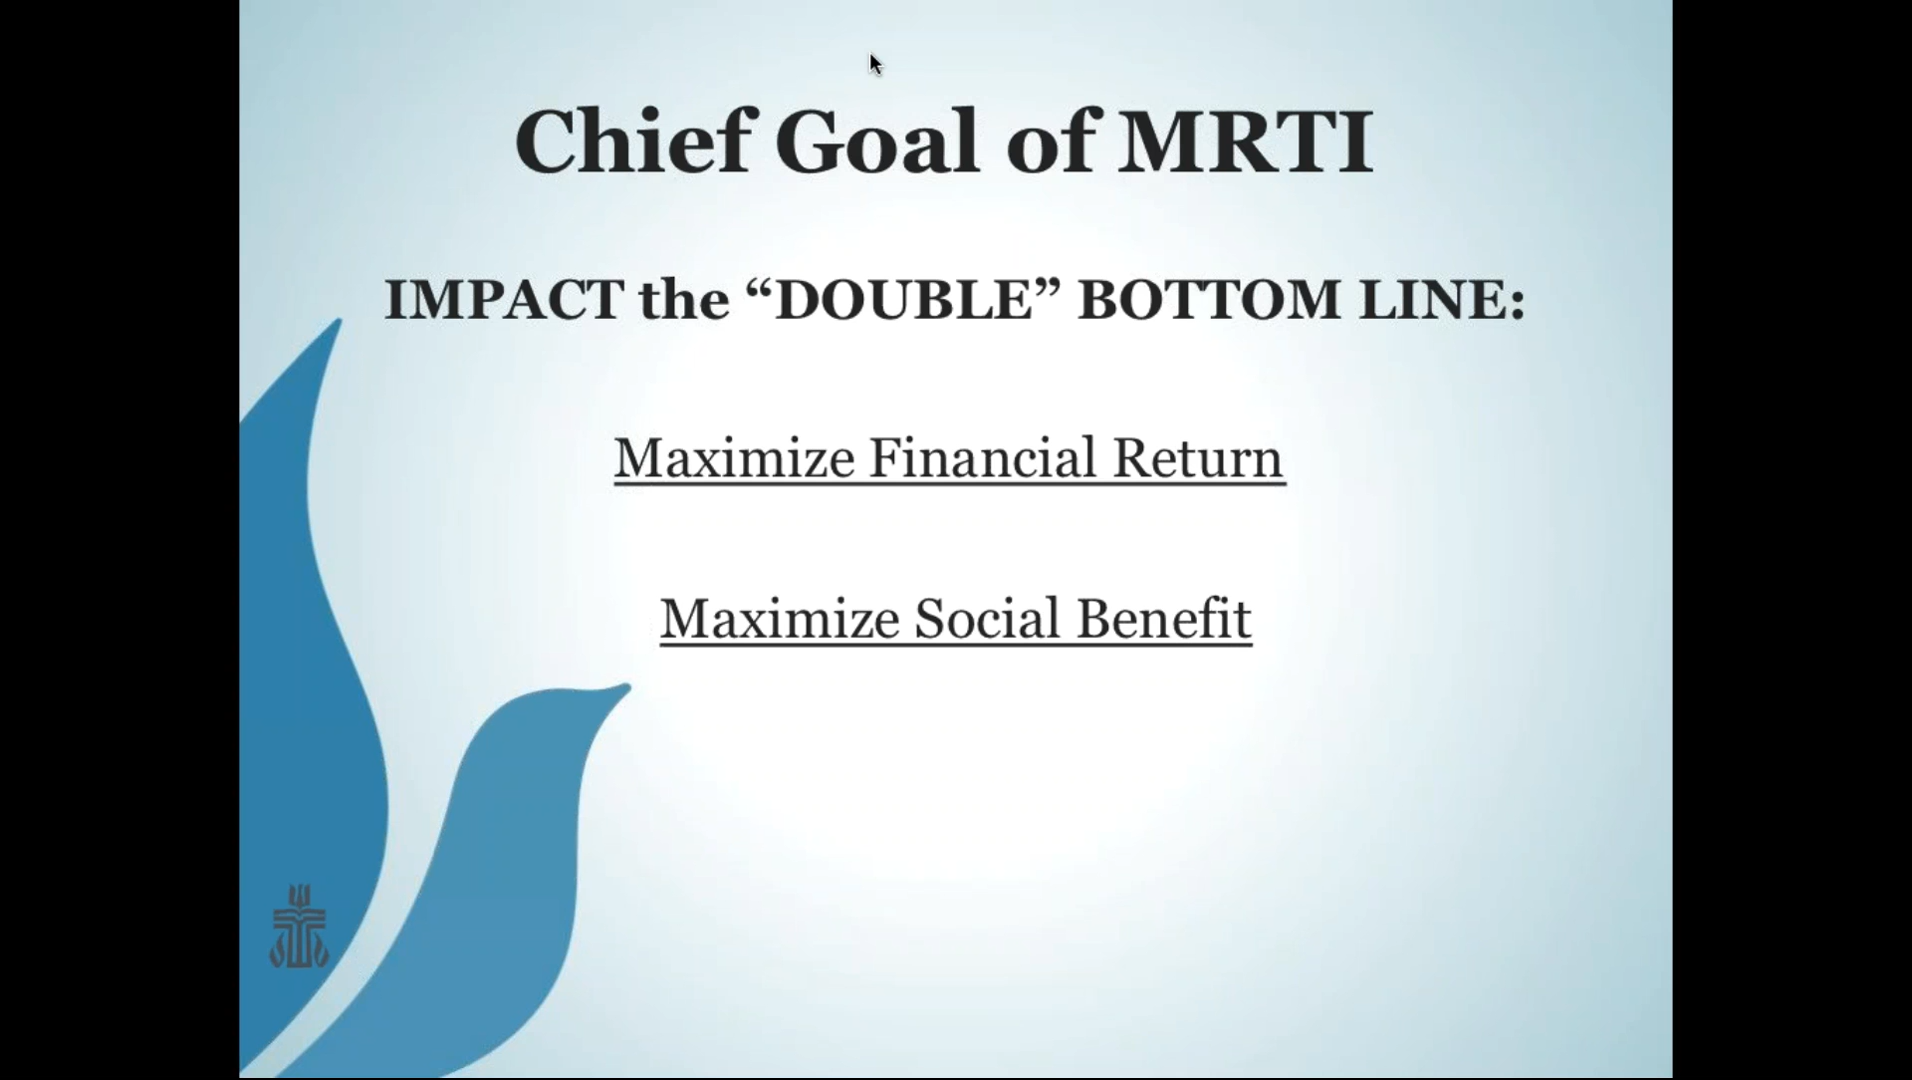 Chief Goal of MRTI
IMPACT the “DOUBLE” BOTTOM LINE:
Maximize Financial Return
Maximize Social Benefit